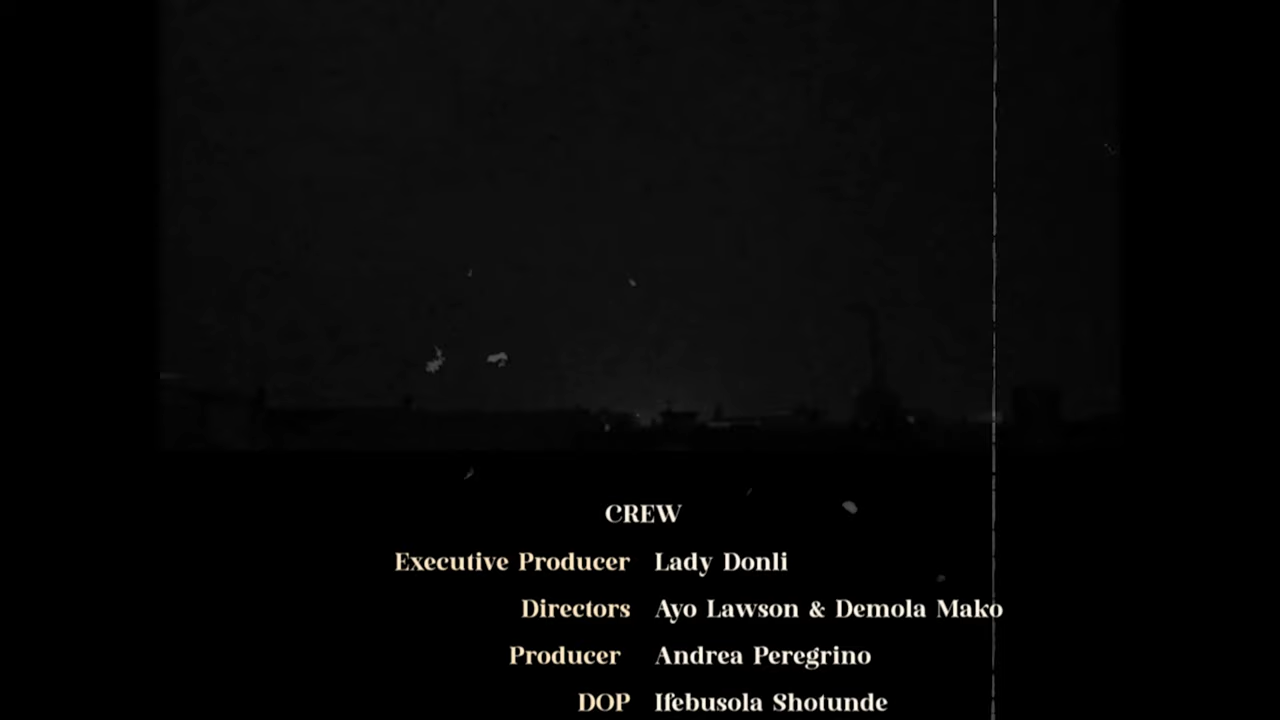 CREW
Executive Producer Lady Donli
Directors Ayo Lawson & Demola Mako
Producer Andrea Peregrino
DOP Ifebusola Shotunde